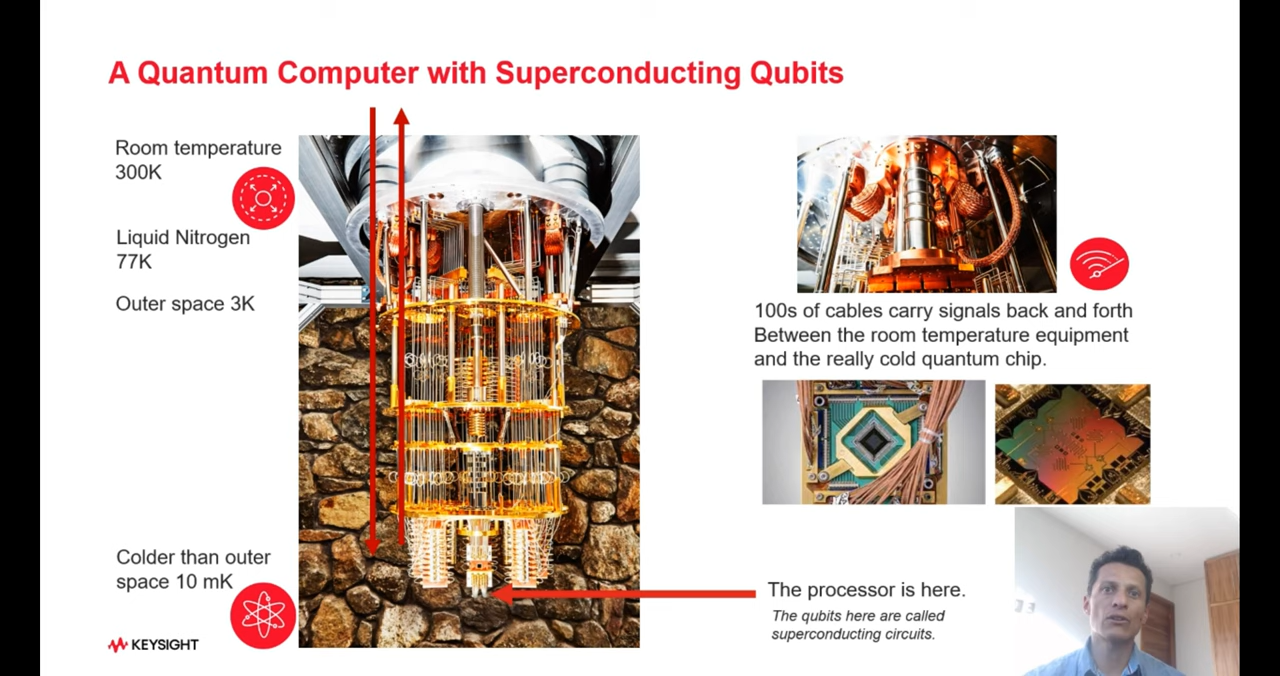 A Quantum Computer with Superconducting Qubits
Room temperature
300K
Liquid Nitrogen
77K
Outer space 3K
Colder than outer
space 10 mK
KEYSIGHT
100s of cables carry signals back and forth
Between the room temperature equipment
and the really cold quantum chip.
The processor is here.
The qubits here are called
superconducting circuits.